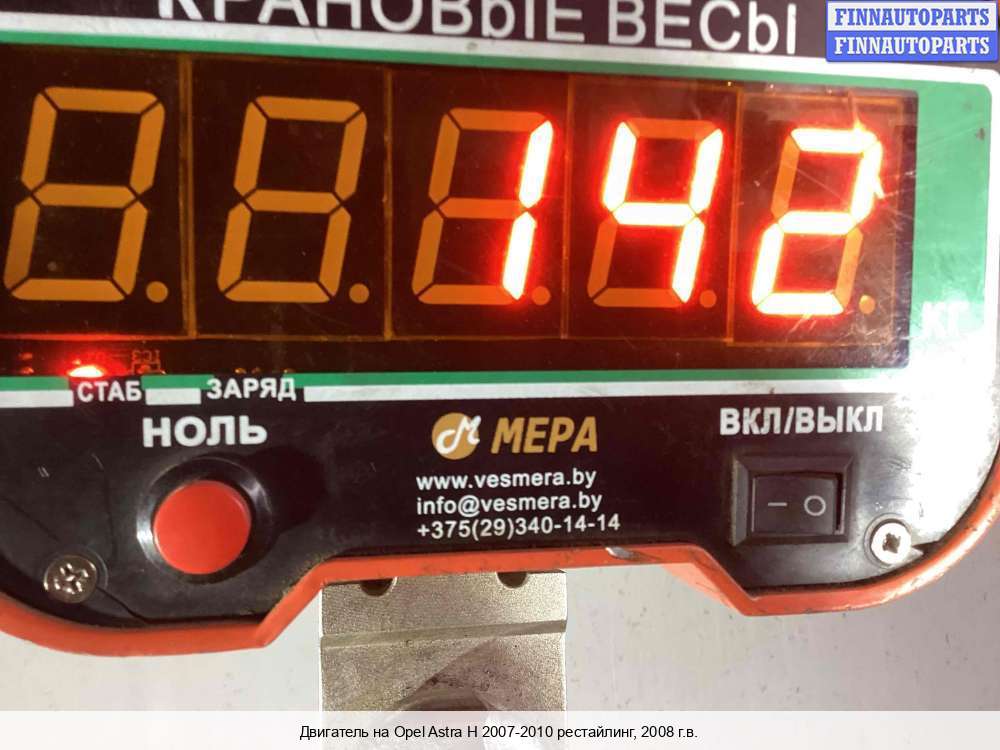 КРАНОВЫЕ ВЕСЫ
FINNAUTOPARTS
FINNAUTOPARTS
142
КГ
СТАБ ЗАРЯД
НОЛЬ
МЕРА
ВКЛ/ВЫКЛ
www.vesmera.by
info@vesmera.by
+375(29)340-14-14
Двигатель на Opel Astra H 2007-2010 рестайлинг, 2008 г.в.